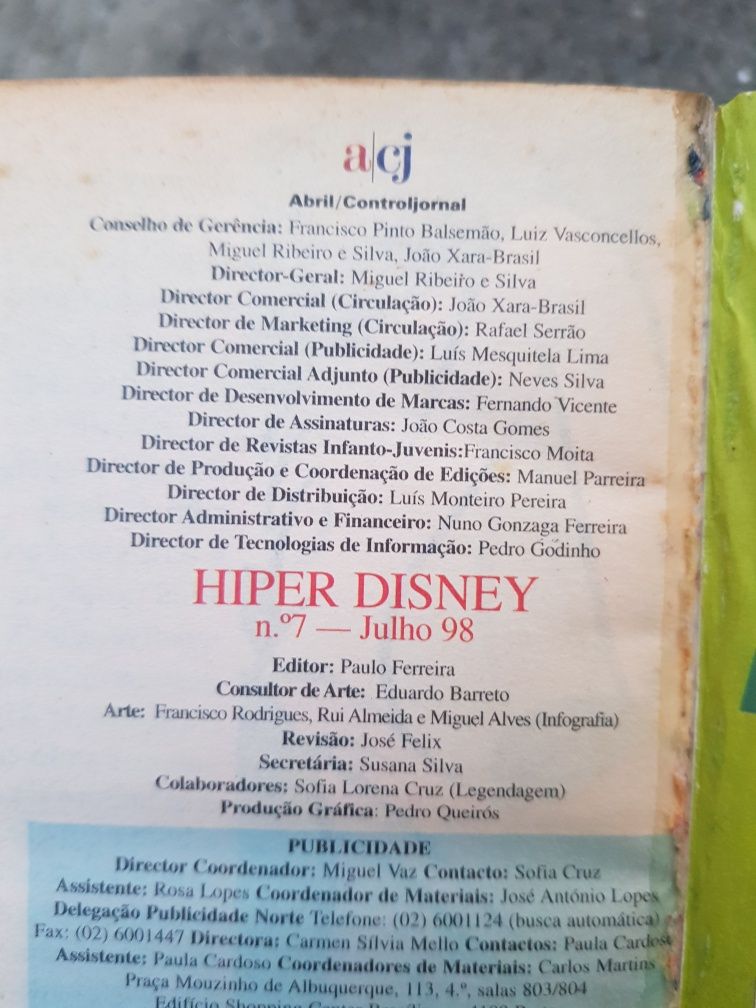 a|cj
Abril/Controljornal
Conselho de Gerência: Francisco Pinto Balsemão, Luiz Vasconcellos,
Miguel Ribeiro e Silva, João Xara-Brasil
Director-Geral: Miguel Ribeiro e Silva
Director Comercial (Circulação): João Xara-Brasil
Director de Marketing (Circulação): Rafael Serrão
Director Comercial (Publicidade): Luís Mesquitela Lima
Director Comercial Adjunto (Publicidade): Neves Silva
Director de Desenvolvimento de Marcas: Fernando Vicente
Director de Assinaturas: João Costa Gomes
Director de Revistas Infanto-Juvenis:Francisco Moita
Director de Produção e Coordenação de Edições: Manuel Parreira
Director de Distribuição: Luís Monteiro Pereira
Director Administrativo e Financeiro: Nuno Gonzaga Ferreira
Director de Tecnologias de Informação: Pedro Godinho
HIPER DISNEY
n.º7 — Julho 98
Editor: Paulo Ferreira
Consultor de Arte: Eduardo Barreto
Arte: Francisco Rodrigues, Rui Almeida e Miguel Alves (Infografia)
Revisão: José Felix
Secretária: Susana Silva
Colaboradores: Sofia Lorena Cruz (Legendagem)
Produção Gráfica: Pedro Queirós
PUBLICIDADE
Director Coordenador: Miguel Vaz Contacto: Sofia Cruz
Assistente: Rosa Lopes Coordenador de Materiais: José António Lopes
Delegação Publicidade Norte Telefone: (02) 6001124 (busca automática)
Fax: (02) 6001447 Directora: Carmen Sílvia Mello Contactos: Paula Cardoso
Assistente: Paula Cardoso Coordenadores de Materiais: Carlos Martins
Praça Mouzinho de Albuquerque, 113, 4.º, salas 803/804
Edifício Shopping